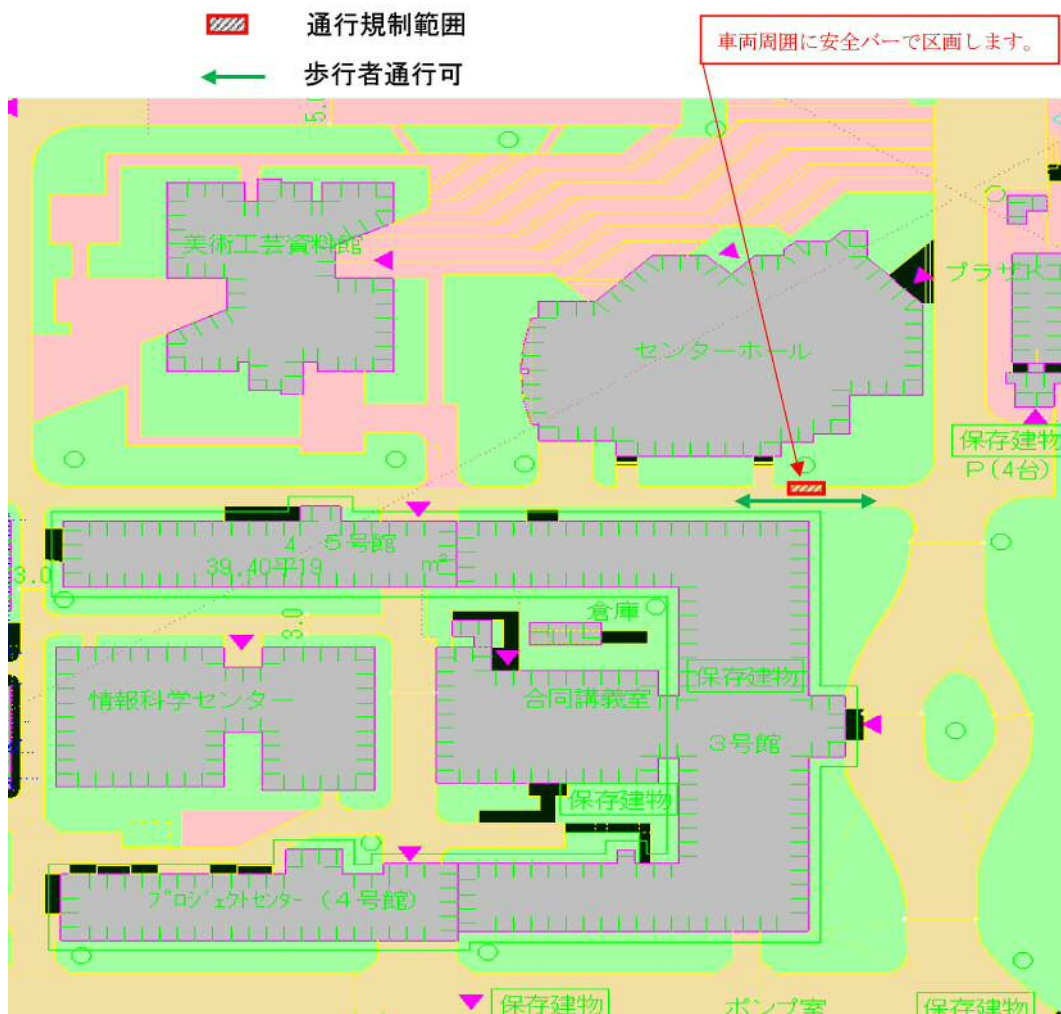 通行規制範囲
歩行者通行可
車両周囲に安全バーで区画します。
5.0
美術工芸資料館
センターホール
保存建物
P(4台)
5号館
4
39.40平19
m²
3.0
3.0
倉庫
保存建物
情報科学センター
合同講義室
3号館
保存建物
プロジェクトセンター (4号館)
保存建物
ポンプ室
保存建物